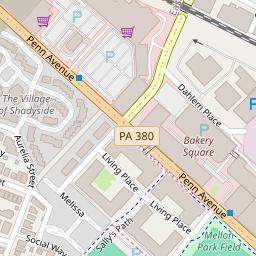 Penn Avenue
Dahlem Place
P
P
The Village
of Shadyside
PA 380
P
Bakery
Square
P
Aurelia Street
Living Place
Penn Avenue
Melissa
Living Place
Mellon
Park Field
Sally's Path
Social Way